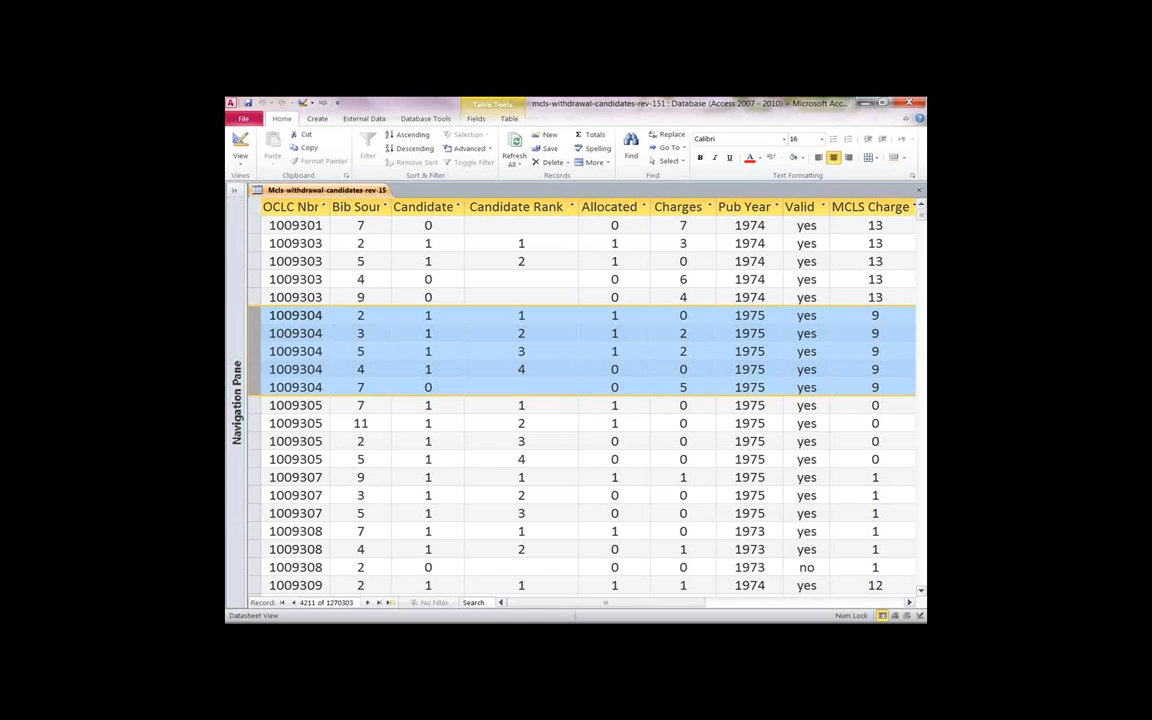 Table Tools
mcls-withdrawal-candidates-rev-151 : Database (Access 2007 - 2010) = Microsoft Acc...
File Home Create External Data Database Tools Fields Table
View Paste Cut Copy Format Painter Filter Ascending Descending Remove Sort Selection Advanced Toggle Filter Refresh All New Save Delete Totals Spelling More Find Replace Go To Select Calibri 16 B I U A
Views Clipboard Sort & Filter Records Find Text Formatting
Mcls-withdrawal-candidates-rev-15
OCLC Nbr Bib Sour Candidate Candidate Rank Allocated Charges Pub Year Valid MCLS Charge
1009301 7 0 0 7 1974 yes 13
1009303 2 1 1 1 3 1974 yes 13
1009303 5 1 2 1 0 1974 yes 13
1009303 4 0 0 6 1974 yes 13
1009303 9 0 0 4 1974 yes 13
1009304 2 1 1 1 0 1975 yes 9
1009304 3 1 2 1 2 1975 yes 9
1009304 5 1 3 1 2 1975 yes 9
1009304 4 1 4 0 0 1975 yes 9
1009304 7 0 0 5 1975 yes 9
1009305 7 1 1 1 0 1975 yes 0
1009305 11 1 2 1 0 1975 yes 0
1009305 2 1 3 0 0 1975 yes 0
1009305 5 1 4 0 0 1975 yes 0
1009307 9 1 1 1 1 1975 yes 1
1009307 3 1 2 0 0 1975 yes 1
1009307 5 1 3 0 0 1975 yes 1
1009308 7 1 1 1 0 1973 yes 1
1009308 4 1 2 0 1 1973 yes 1
1009308 2 0 0 0 1973 no 1
1009309 2 1 1 1 1 1974 yes 12
Navigation Pane
Record: 4211 of 1270303 No Filter Search
Datasheet View Num Lock